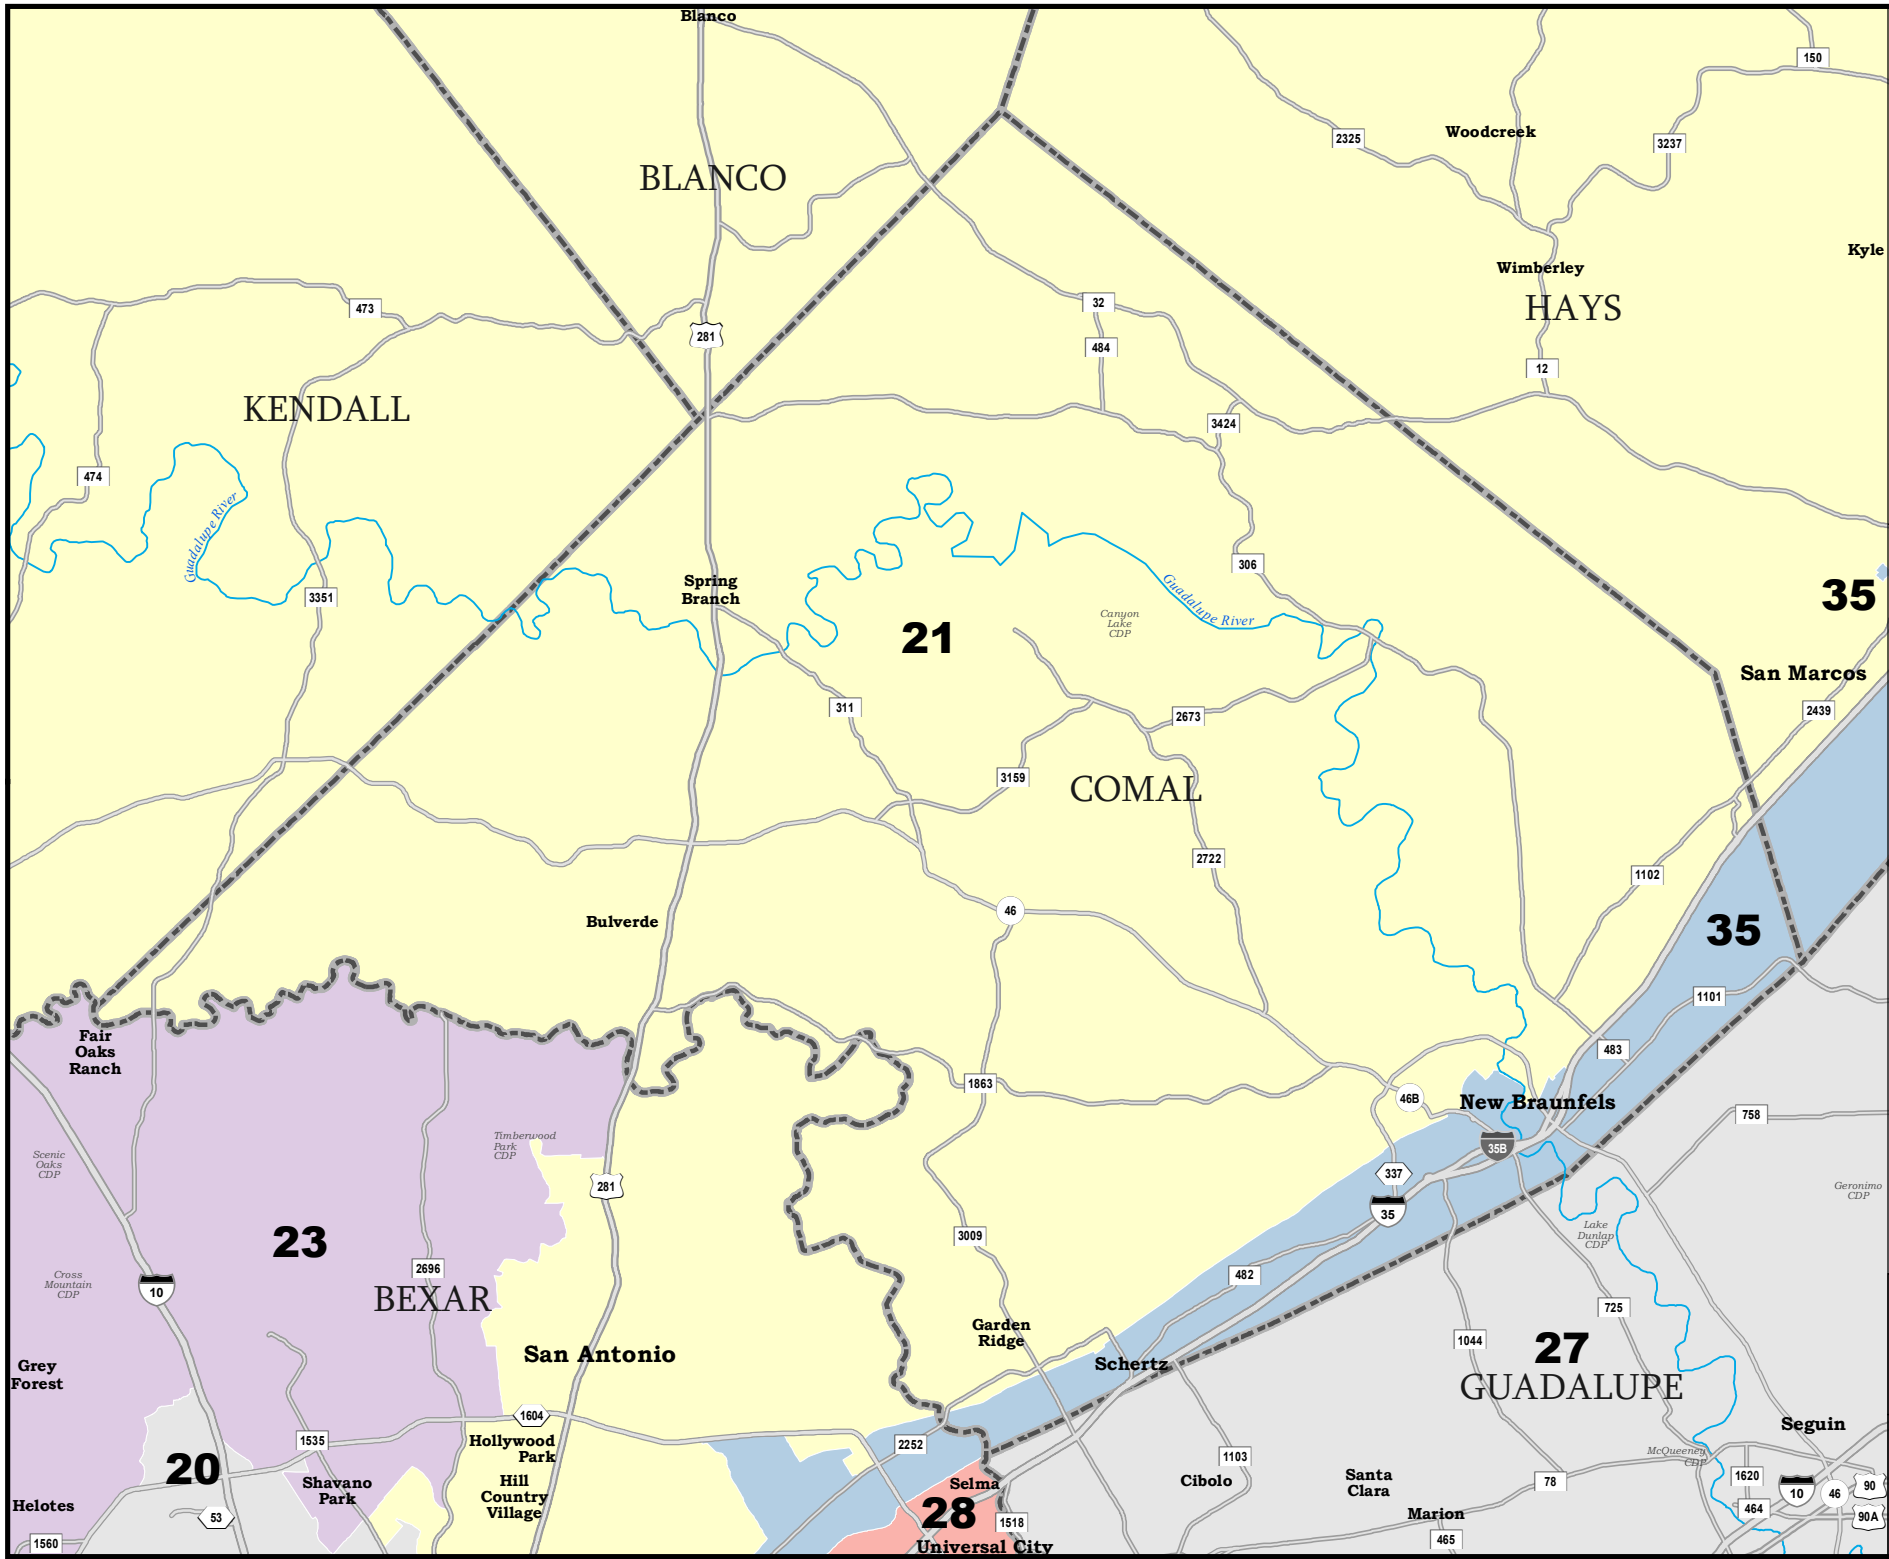 Blanco
150
2325
Woodcreek
3237
BLANCO
Kyle
Wimberley
HAYS
473
32
281
484
12
KENDALL
3424
474
Guadalupe River
306
Spring
Branch
3351
Guadalupe River
Canyon
Lake
CDP
35
21
San Marcos
311
2673
2439
3159
COMAL
2722
1102
46
Bulverde
35
1101
Fair
Oaks
Ranch
483
1863
46B
New Braunfels
758
Timberwood
Park
CDP
35B
Scenic
Oaks
CDP
337
281
Geronimo
CDP
35
Lake
Dunlap
CDP
23
3009
2696
482
Cross
Mountain
CDP
10
BEXAR
725
Garden
Ridge
1044
27
San Antonio
Schertz
Grey
Forest
GUADALUPE
1604
Seguin
1535
Hollywood
Park
2252
McQueeney
CDP
20
1103
Shavano
Park
Hill
Country
Village
Selma
Cibolo
Santa
Clara
78
1620
10
46
90
Helotes
53
28
1518
Marion
464
90A
1560
Universal City
465